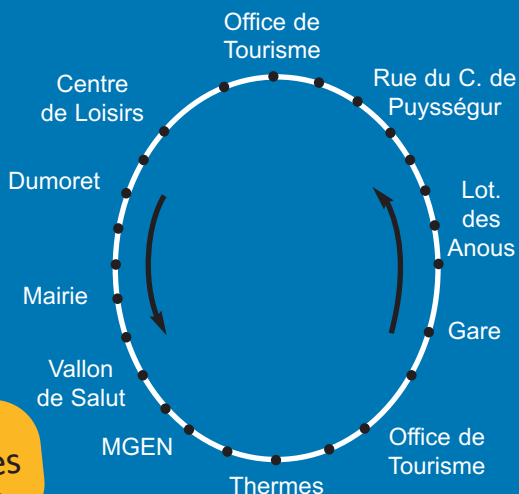 Office de
Tourisme
Centre
de Loisirs
Rue du C. de
Puysségur
Dumoret
Lot.
des
Anous
Mairie
Gare
Vallon
de Salut
MGEN
Office de
Tourisme
Thermes